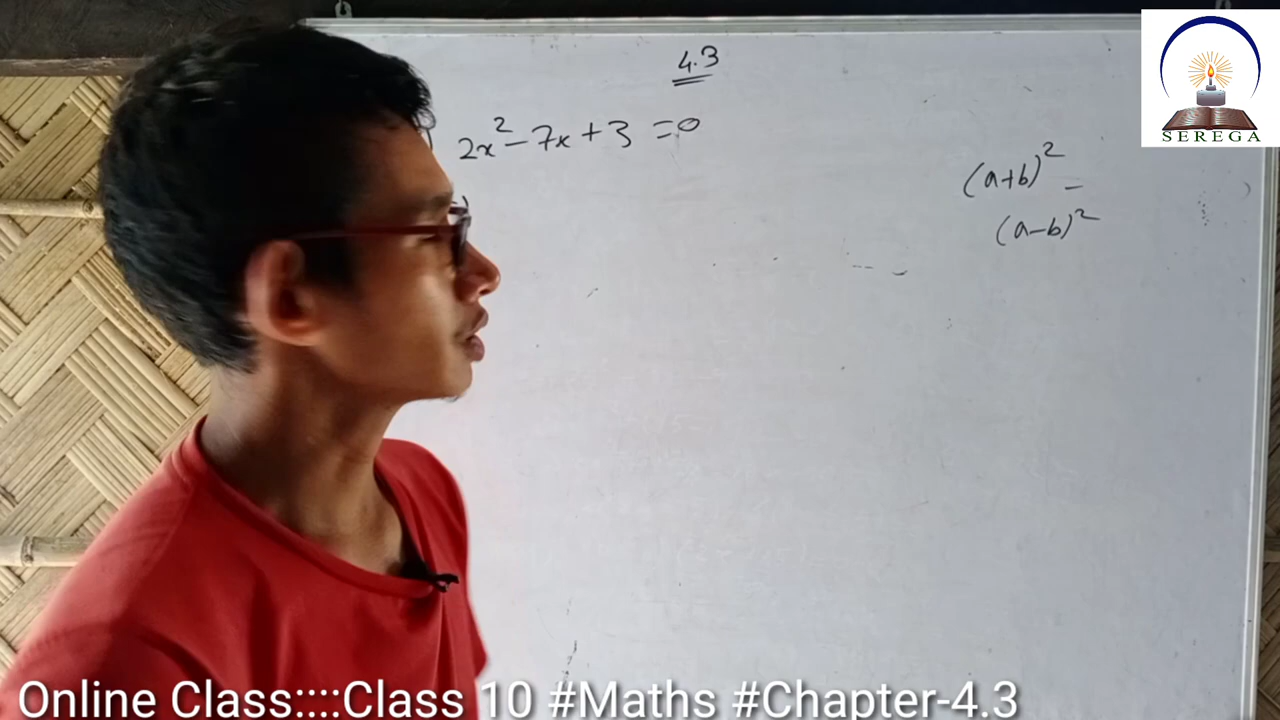 4.3
) 2x² - 7x + 3 = 0
(a+b)² -
(a-b)²
SEREGA
Online Class::::Class 10 #Maths #Chapter-4.3